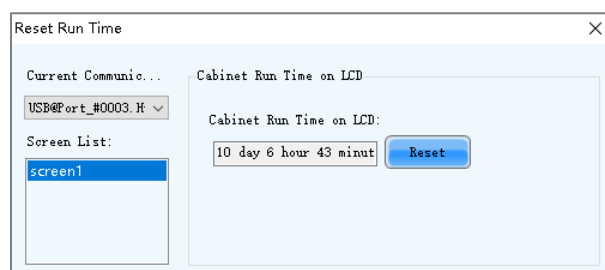 Reset Run Time
Current Communic...
USB@Port_#0003.H
Screen List:
screen1
Cabinet Run Time on LCD
Cabinet Run Time on LCD:
10 day 6 hour 43 minut
Reset